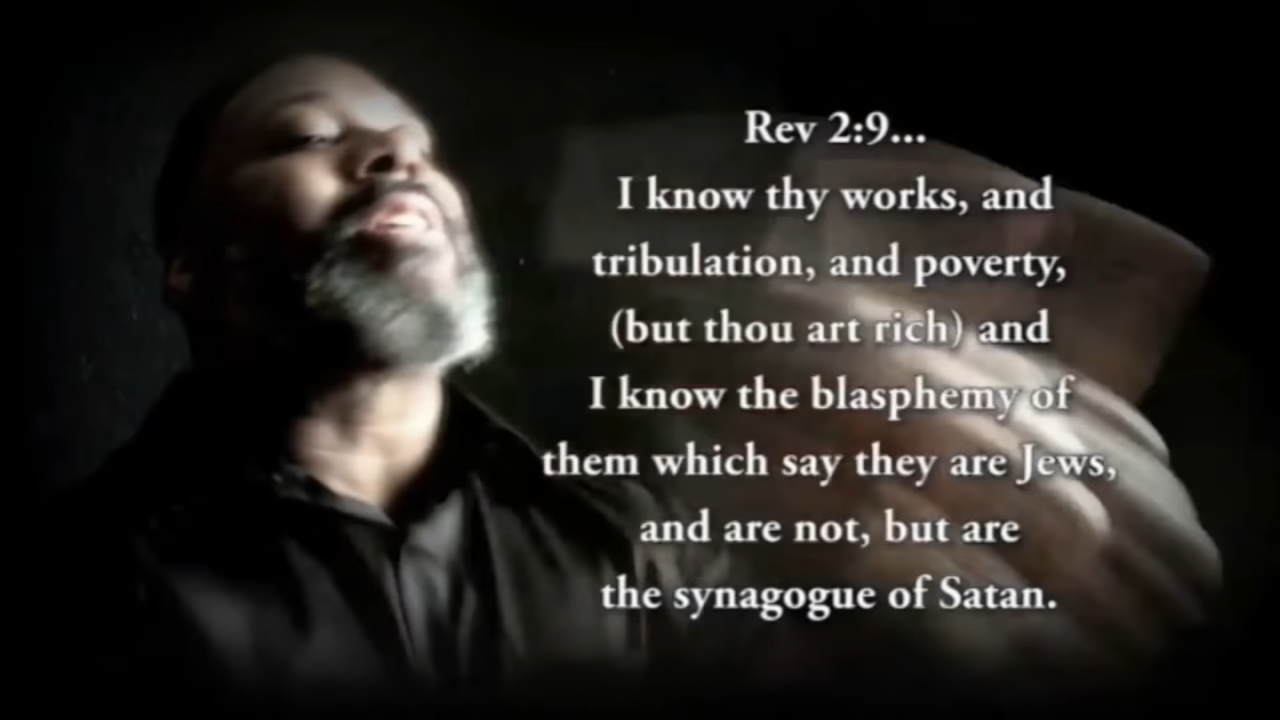 Rev 2:9...
I know thy works, and
tribulation, and poverty,
(but thou art rich) and
I know the blasphemy of
them which say they are Jews,
and are not, but are
the synagogue of Satan.